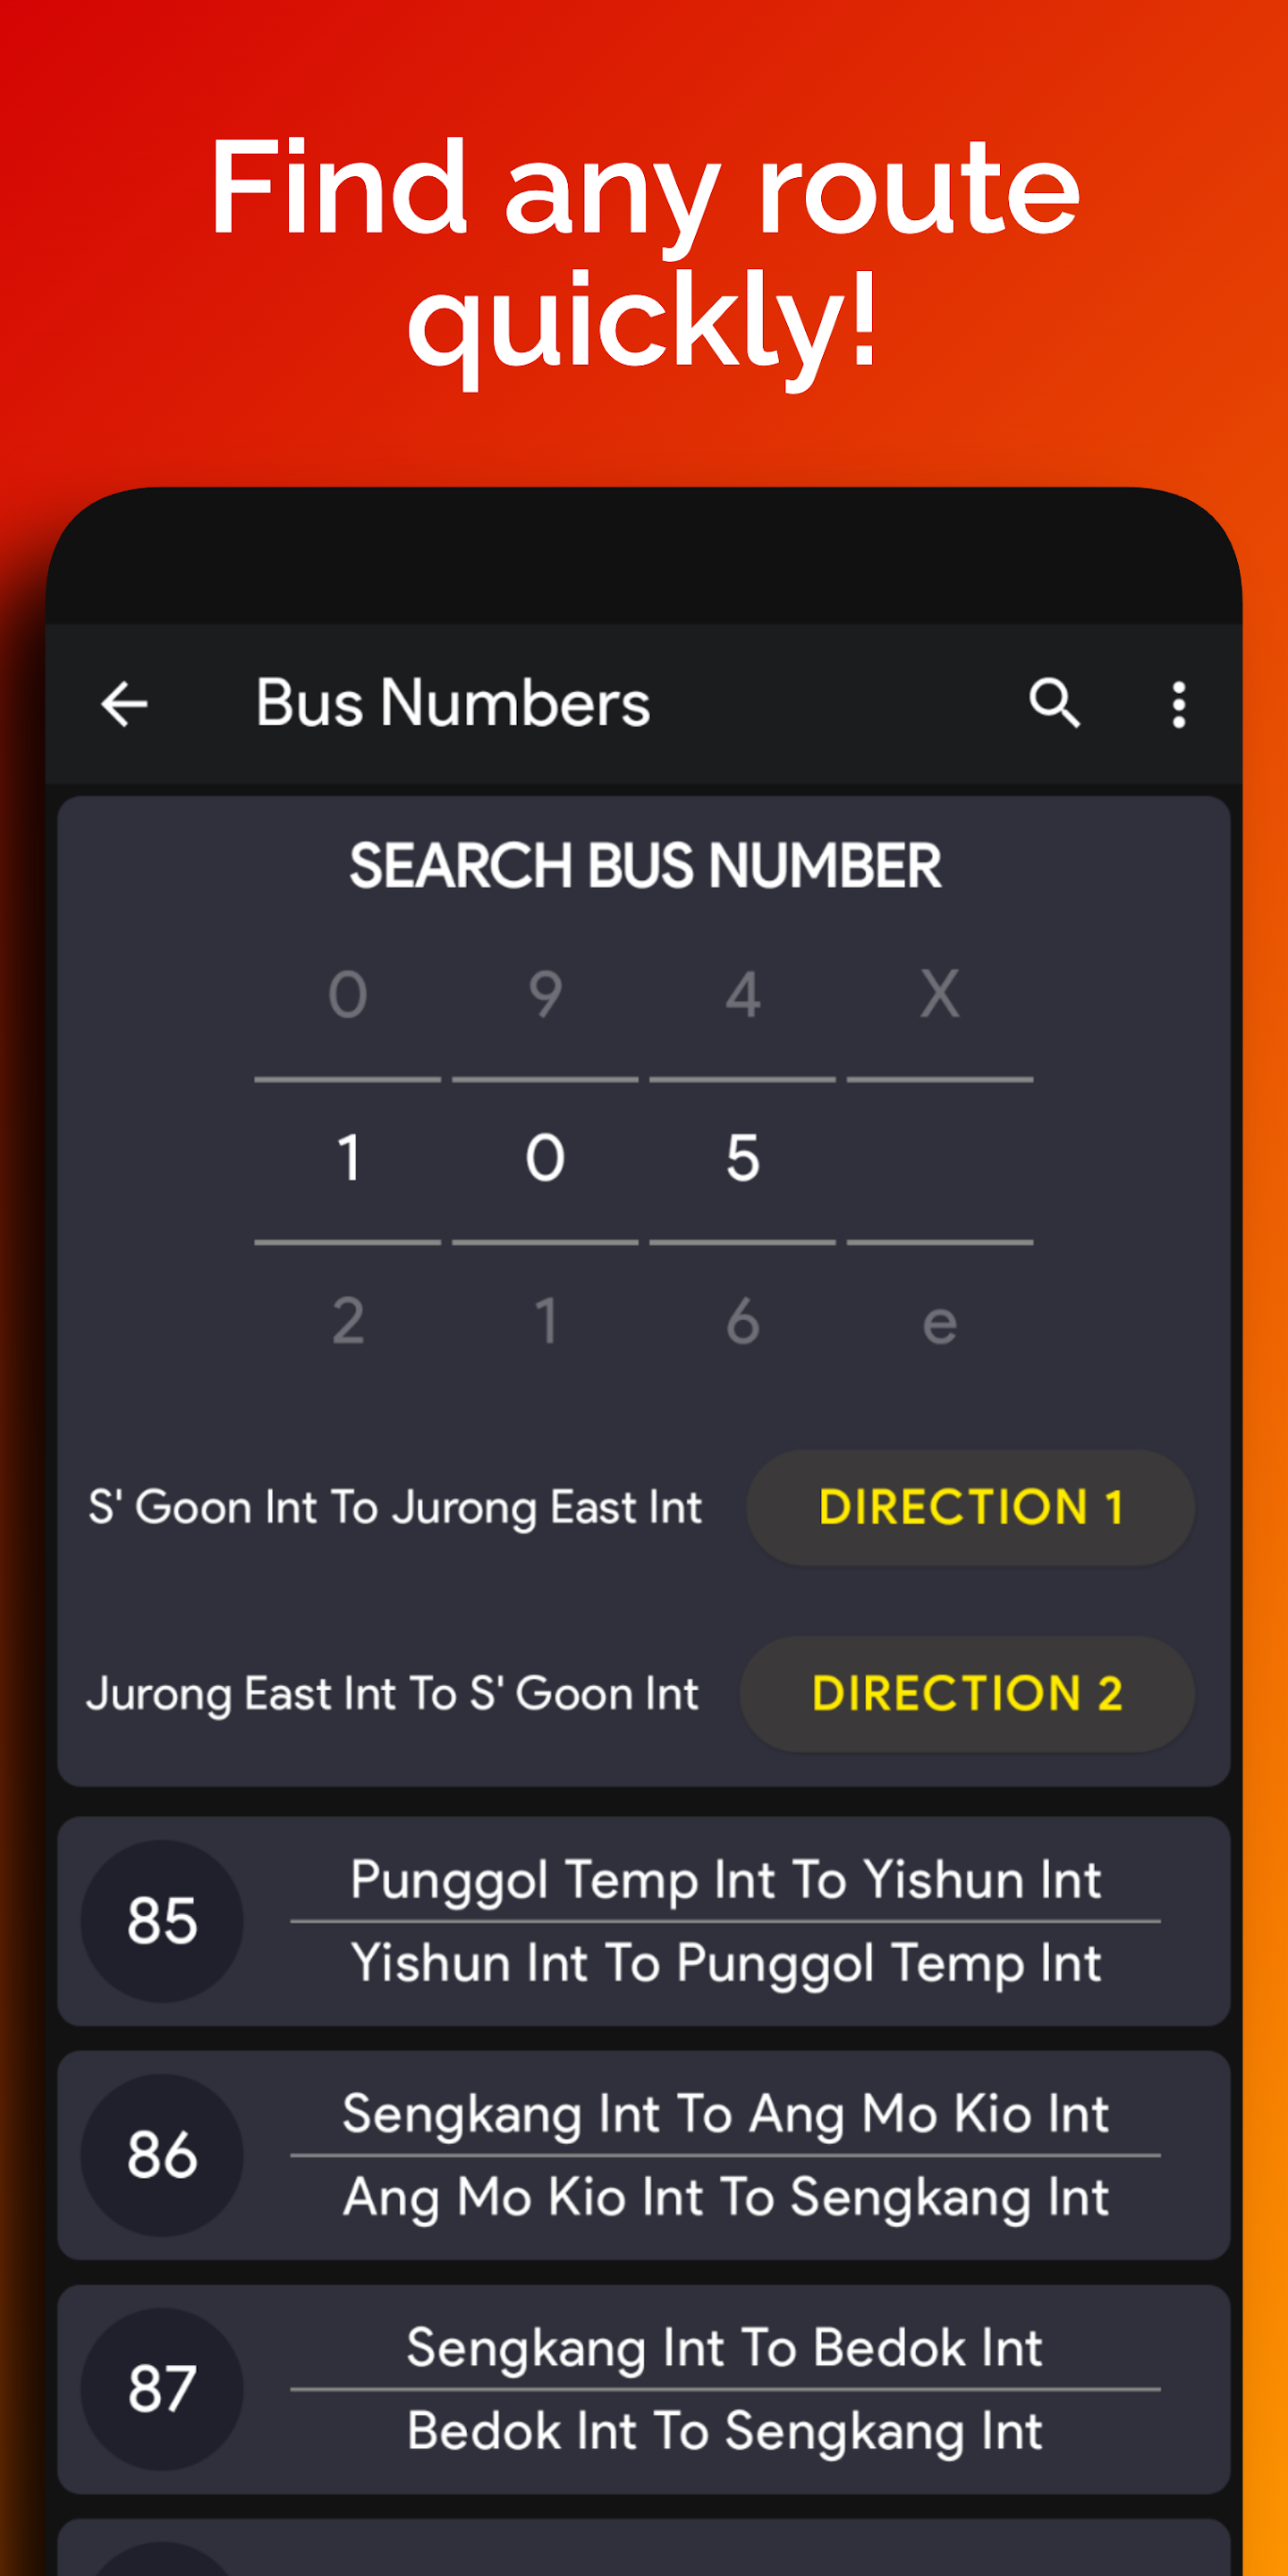 Find any route
quickly!
Bus Numbers
SEARCH BUS NUMBER
0 9 4 X
1 0 5
2 1 6 e
S' Goon Int To Jurong East Int DIRECTION 1
Jurong East Int To S' Goon Int DIRECTION 2
Punggol Temp Int To Yishun Int
85
Yishun Int To Punggol Temp Int
Sengkang Int To Ang Mo Kio Int
86
Ang Mo Kio Int To Sengkang Int
Sengkang Int To Bedok Int
87
Bedok Int To Sengkang Int